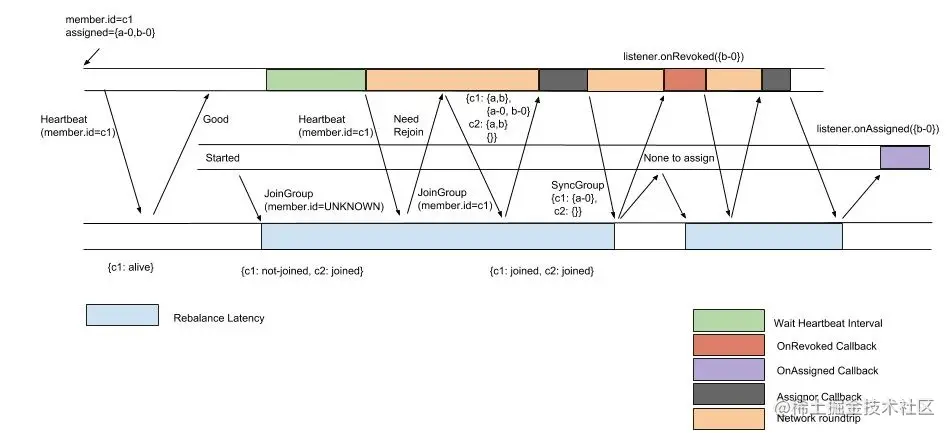 member.id=c1
assigned={a-0,b-0}
listener.onRevoked({b-0})
Heartbeat
(member.id=c1)
Good
Heartbeat
(member.id=c1)
Need
Rejoin
{c1: {a,b},
{a-0, b-0}
c2: {a,b}
{}}
listener.onAssigned({b-0})
Started
None to assign
JoinGroup
(member.id=UNKNOWN)
JoinGroup
(member.id=c1)
SyncGroup
{c1: {a-0},
c2: {}}
{c1: alive}
{c1: not-joined, c2: joined}
{c1: joined, c2: joined}
Rebalance Latency
Wait Heartbeat Interval
OnRevoked Callback
OnAssigned Callback
Assignor Callback
Network roundtrip
@稀土掘金技术社区